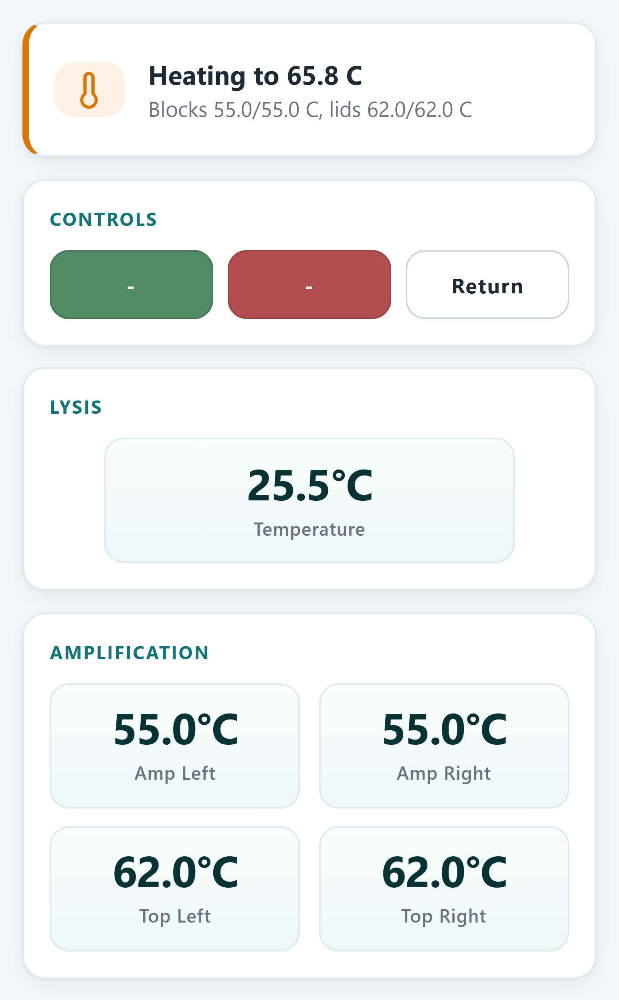 Heating to 65.8 C
Blocks 55.0/55.0 C, lids 62.0/62.0 C
CONTROLS
- - Return
LYSIS
25.5°C
Temperature
AMPLIFICATION
55.0°C 55.0°C
Amp Left Amp Right
62.0°C 62.0°C
Top Left Top Right